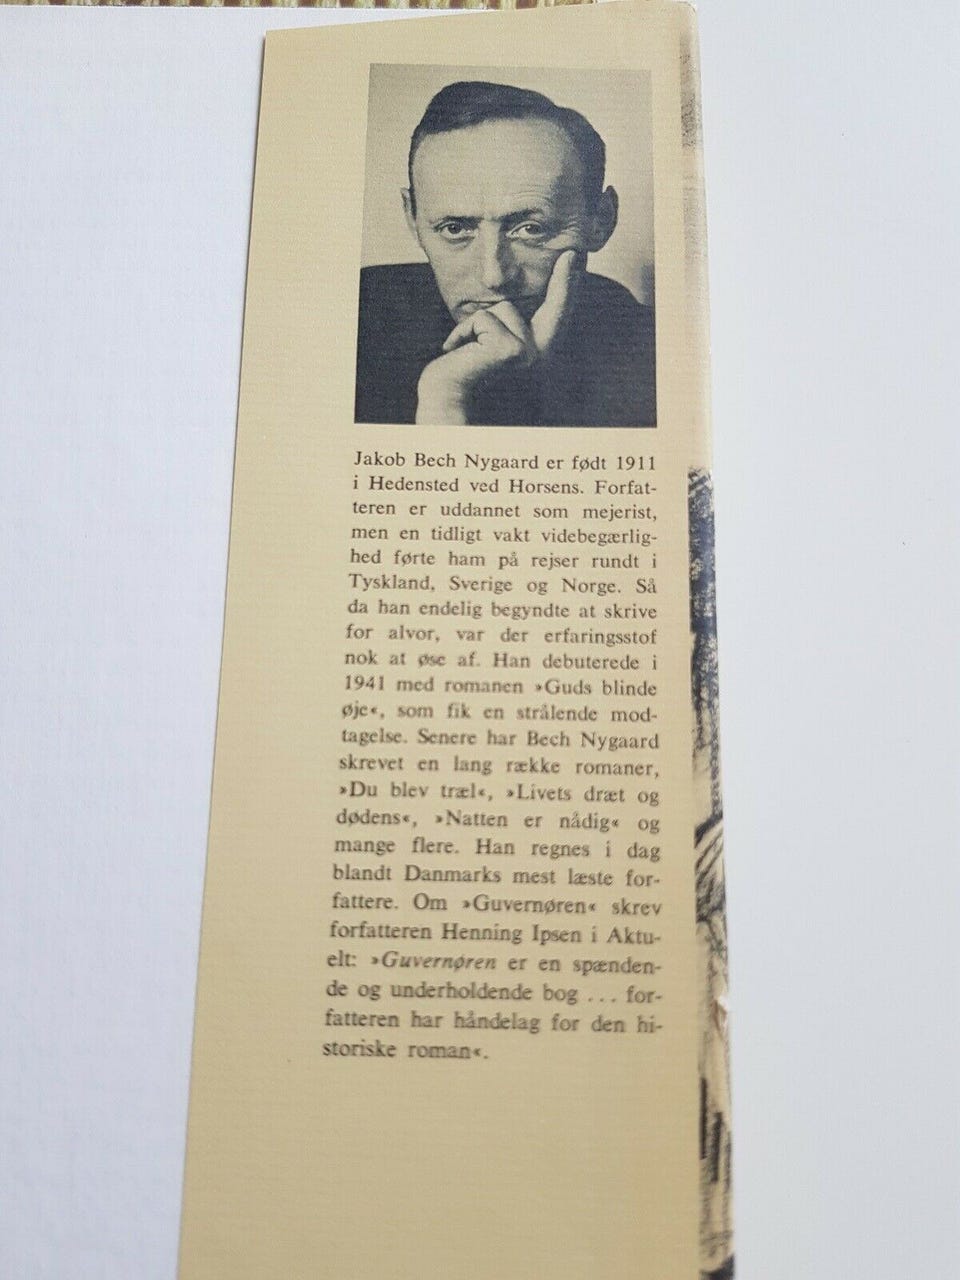 Jakob Bech Nygaard er født 1911
i Hedensted ved Horsens. Forfat-
teren er uddannet som mejerist,
men en tidligt vakt videbegærlig-
hed førte ham på rejser rundt i
Tyskland, Sverige og Norge. Så
da han endelig begyndte at skrive
for alvor, var der erfaringsstof
nok at øse af. Han debuterede i
1941 med romanen »Guds blinde
øje«, som fik en strålende mod-
tagelse. Senere har Bech Nygaard
skrevet en lang række romaner,
»Du blev træl«, »Livets dræt og
dødens«, »Natten er nådig« og
mange flere. Han regnes i dag
blandt Danmarks mest læste for-
fattere. Om »Guvernøren« skrev
forfatteren Henning Ipsen i Aktu-
elt: »Guvernøren er en spænden-
de og underholdende bog ... for-
fatteren har håndelag for den hi-
storiske roman«.